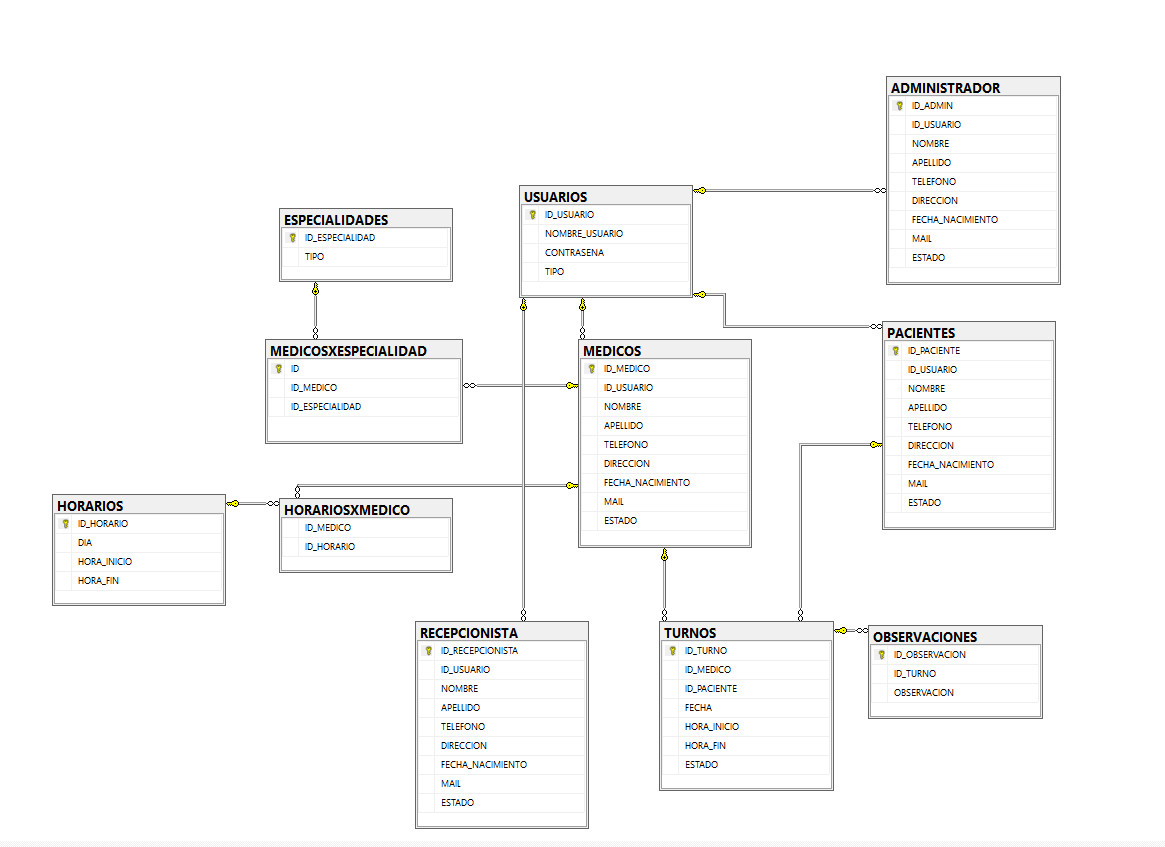 ADMINISTRADOR
ID_ADMIN
ID_USUARIO
NOMBRE
APELLIDO
TELEFONO
DIRECCION
FECHA_NACIMIENTO
MAIL
ESTADO
USUARIOS
ID_USUARIO
NOMBRE_USUARIO
CONTRASENA
TIPO
ESPECIALIDADES
ID_ESPECIALIDAD
TIPO
PACIENTES
ID_PACIENTE
ID_USUARIO
NOMBRE
APELLIDO
TELEFONO
DIRECCION
FECHA_NACIMIENTO
MAIL
ESTADO
MEDICOSXESPECIALIDAD
ID
ID_MEDICO
ID_ESPECIALIDAD
MEDICOS
ID_MEDICO
ID_USUARIO
NOMBRE
APELLIDO
TELEFONO
DIRECCION
FECHA_NACIMIENTO
MAIL
ESTADO
HORARIOS
ID_HORARIO
DIA
HORA_INICIO
HORA_FIN
HORARIOSXMEDICO
ID_MEDICO
ID_HORARIO
RECEPCIONISTA
ID_RECEPCIONISTA
ID_USUARIO
NOMBRE
APELLIDO
TELEFONO
DIRECCION
FECHA_NACIMIENTO
MAIL
ESTADO
TURNOS
ID_TURNO
ID_MEDICO
ID_PACIENTE
FECHA
HORA_INICIO
HORA_FIN
ESTADO
OBSERVACIONES
ID_OBSERVACION
ID_TURNO
OBSERVACION